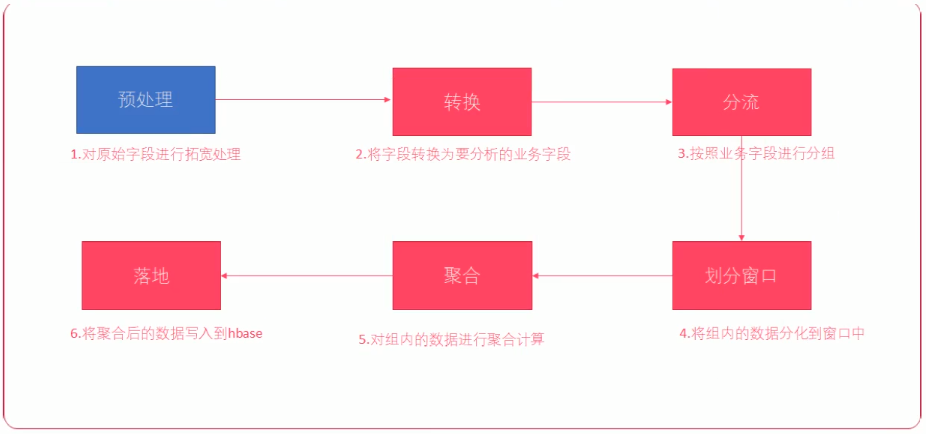 预处理
转换
分流
1.对原始字段进行拓宽处理
2.将字段转换为要分析的业务字段
3.按照业务字段进行分组
落地
聚合
划分窗口
6.将聚合后的数据写入到hbase
5.对组内的数据进行聚合计算
4.将组内的数据分化到窗口中